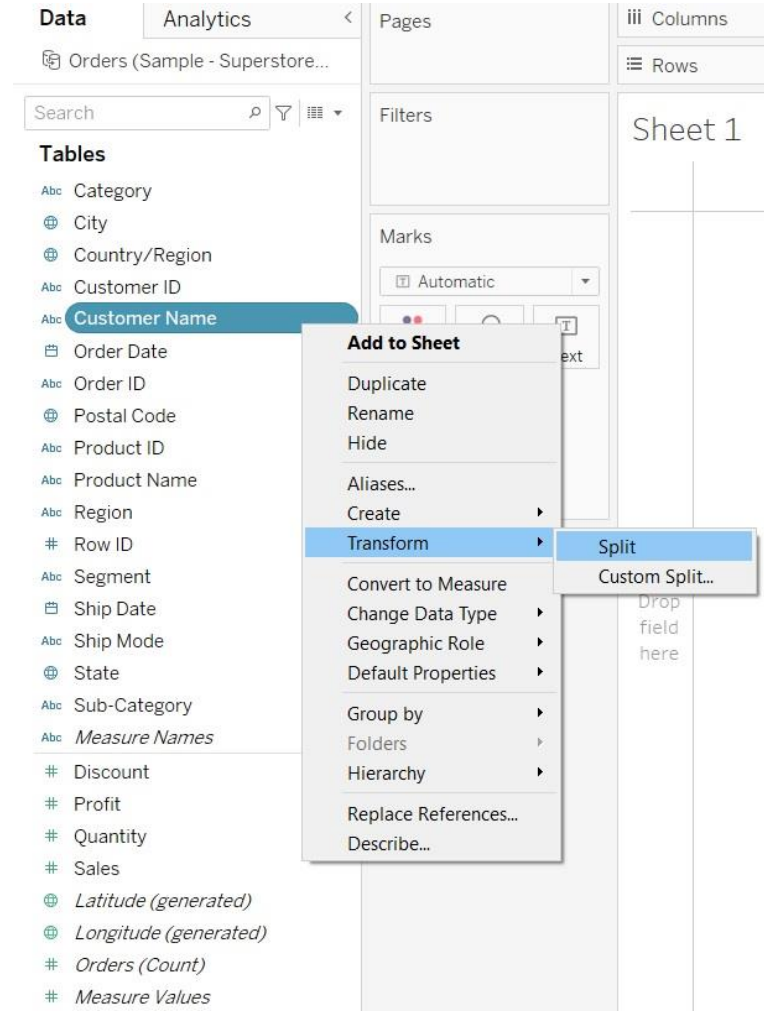 Data
Analytics
Orders (Sample - Superstore...
Search
Tables
Abc Category
City
Country/Region
Abc Customer ID
Abc Customer Name
Order Date
Abc Order ID
Postal Code
Abc Product ID
Abc Product Name
Abc Region
# Row ID
Abc Segment
Ship Date
Abc Ship Mode
State
Abc Sub-Category
Abc Measure Names
# Discount
# Profit
# Quantity
# Sales
Latitude (generated)
Longitude (generated)
# Orders (Count)
# Measure Values
Pages
Filters
Marks
T Automatic
T
ext
Add to Sheet
Duplicate
Rename
Hide
Aliases...
Create
Transform
Convert to Measure
Change Data Type
Geographic Role
Default Properties
Group by
Folders
Hierarchy
Replace References...
Describe...
Split
Custom Split...
Columns
Rows
Sheet 1
Drop
field
here